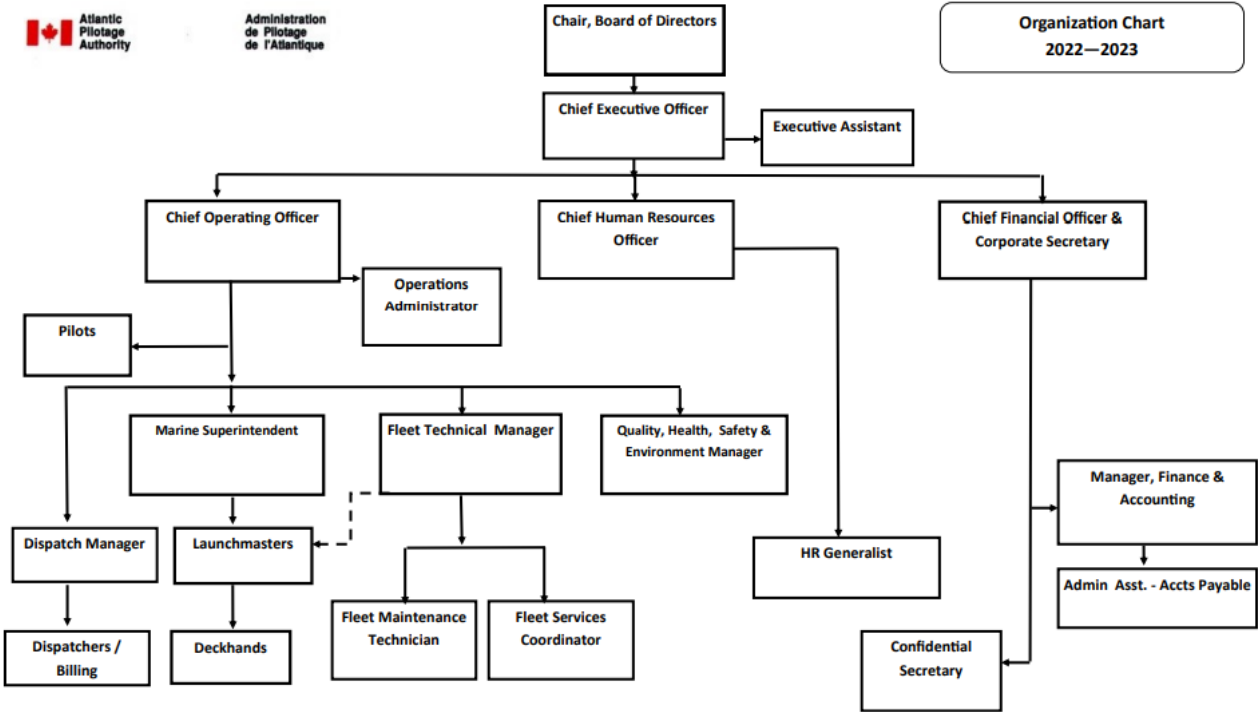 Atlantic
Pilotage
Authority
Administration
de Pilotage
de l'Atlantique
Chair, Board of Directors
Organization Chart
2022—2023
Chief Executive Officer
Executive Assistant
Chief Operating Officer
Chief Human Resources
Officer
Chief Financial Officer &
Corporate Secretary
Operations
Administrator
Pilots
Marine Superintendent
Fleet Technical Manager
Quality, Health, Safety &
Environment Manager
Manager, Finance &
Accounting
Dispatch Manager
Launchmasters
HR Generalist
Admin Asst. - Accts Payable
Fleet Maintenance
Technician
Fleet Services
Coordinator
Dispatchers /
Billing
Deckhands
Confidential
Secretary